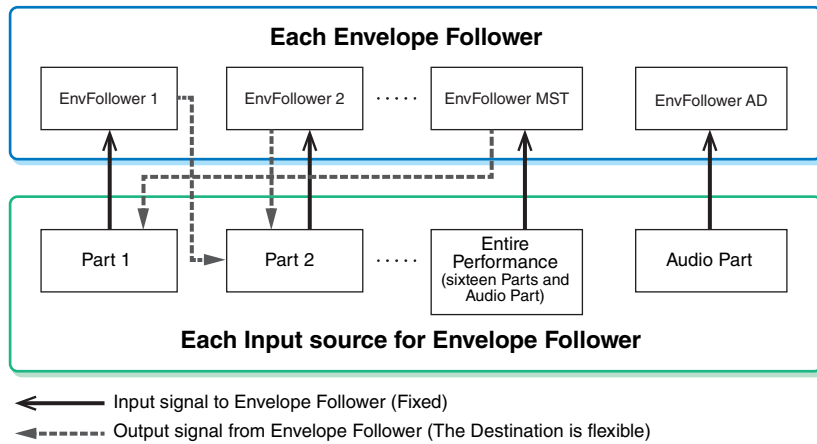 Each Envelope Follower
EnvFollower 1
EnvFollower 2
.....
EnvFollower MST
EnvFollower AD
Part 1
Part 2
.....
Entire
Performance
(sixteen Parts and
Audio Part)
Audio Part
Each Input source for Envelope Follower
Input signal to Envelope Follower (Fixed)
Output signal from Envelope Follower (The Destination is flexible)